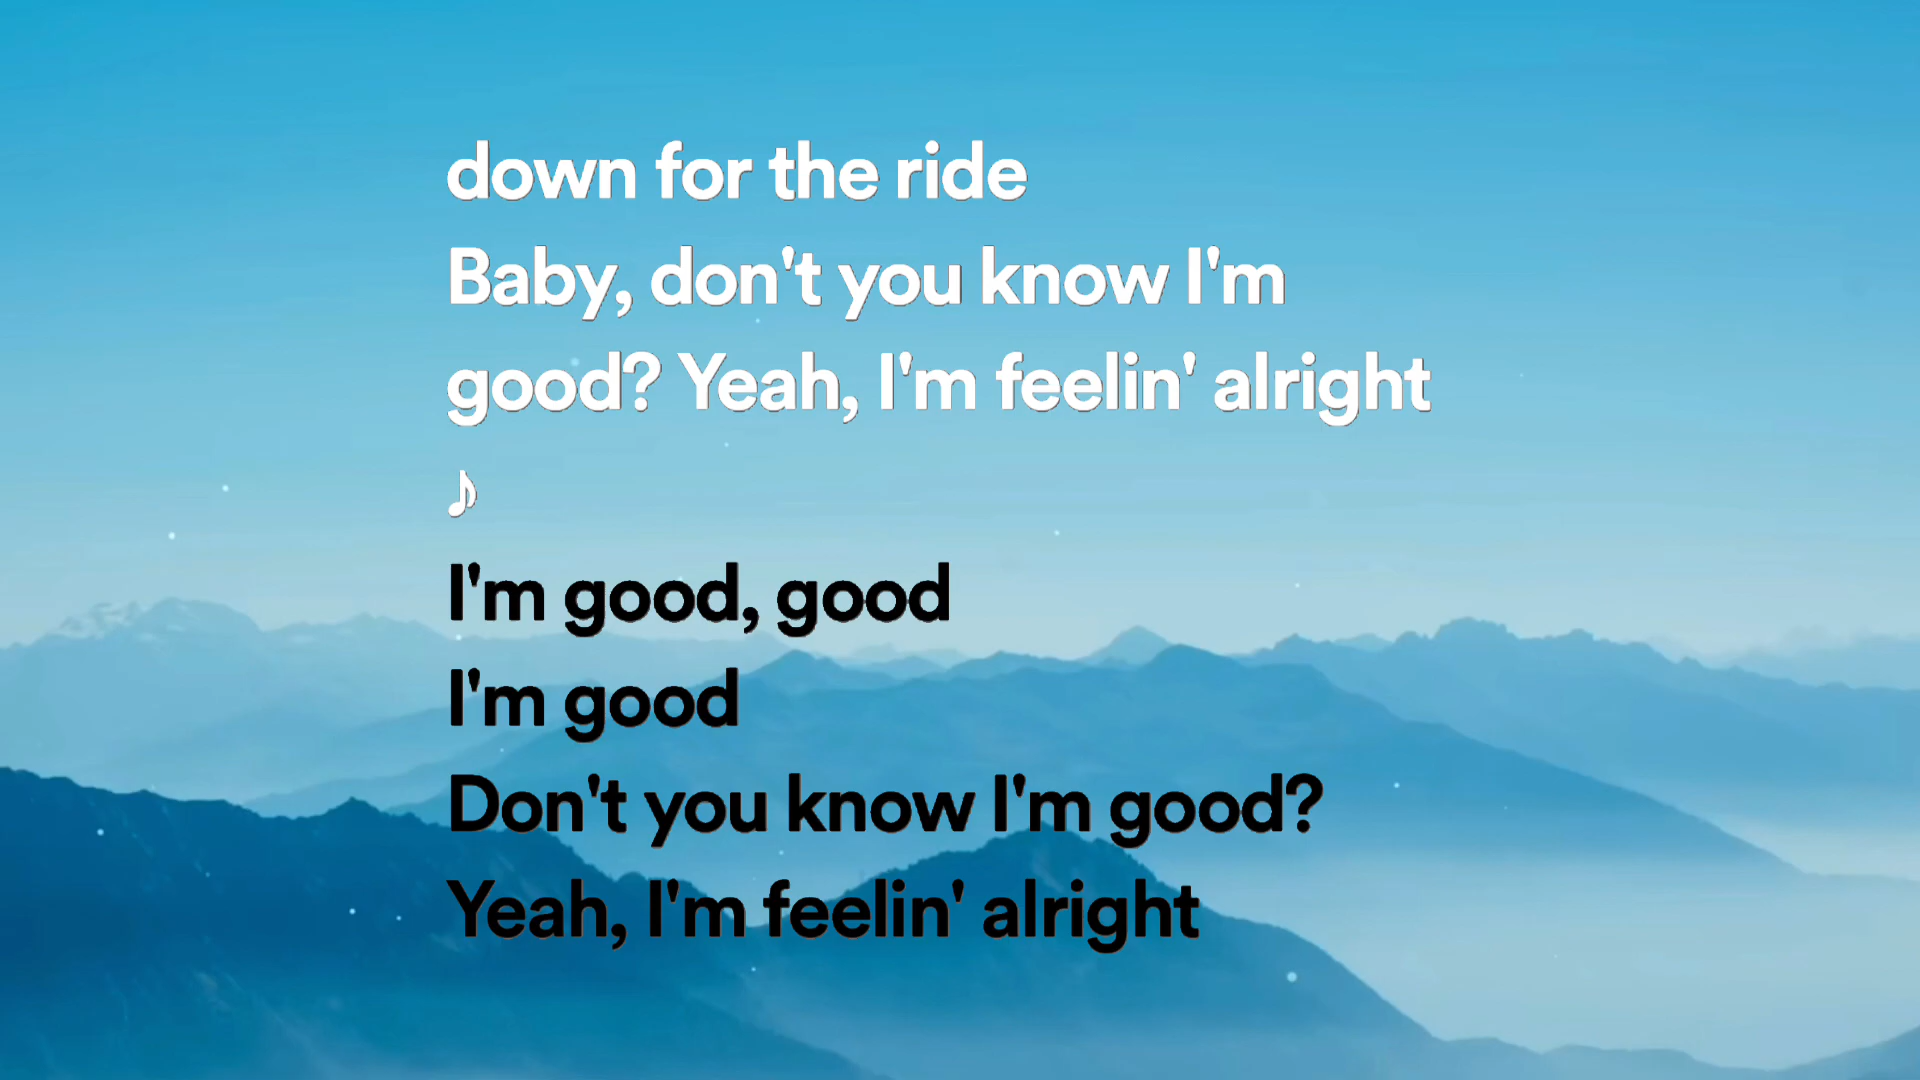 down for the ride
Baby, don't you know I'm
good? Yeah, I'm feelin' alright
♪
I'm good, good
I'm good
Don't you know I'm good?
Yeah, I'm feelin' alright